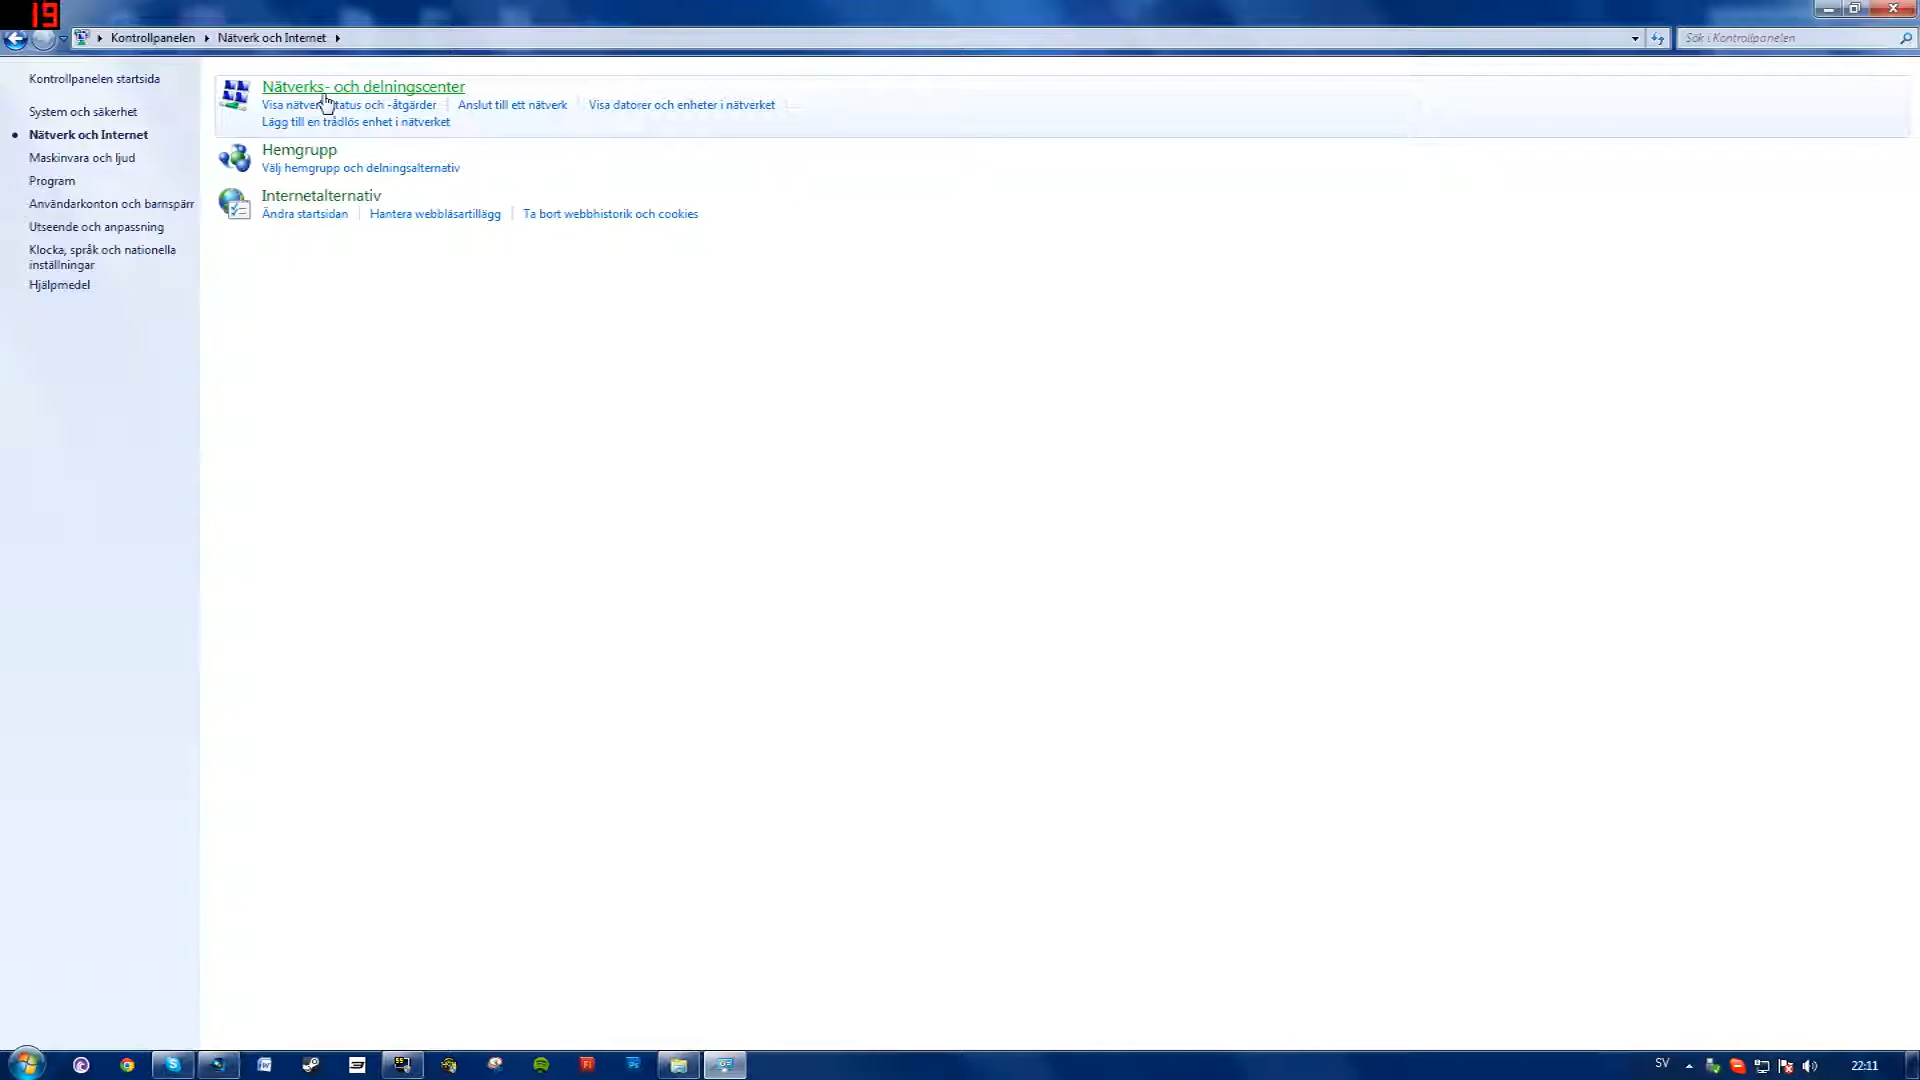 19
Kontrollpanelen Nätverk och Internet
Sök i Kontrollpanelen
Kontrollpanelen startsida
System och säkerhet
Nätverk och Internet
Maskinvara och ljud
Program
Användarkonton och barnspärr
Utseende och anpassning
Klocka, språk och nationella
inställningar
Hjälpmedel
Nätverks- och delningscenter
Visa nätverksstatus och -åtgärder Anslut till ett nätverk Visa datorer och enheter i nätverket
Lägg till en trådlös enhet i nätverket
Hemgrupp
Välj hemgrupp och delningsalternativ
Internetalternativ
Ändra startsidan Hantera webbläsartillägg Ta bort webbhistorik och cookies
SV 22:11